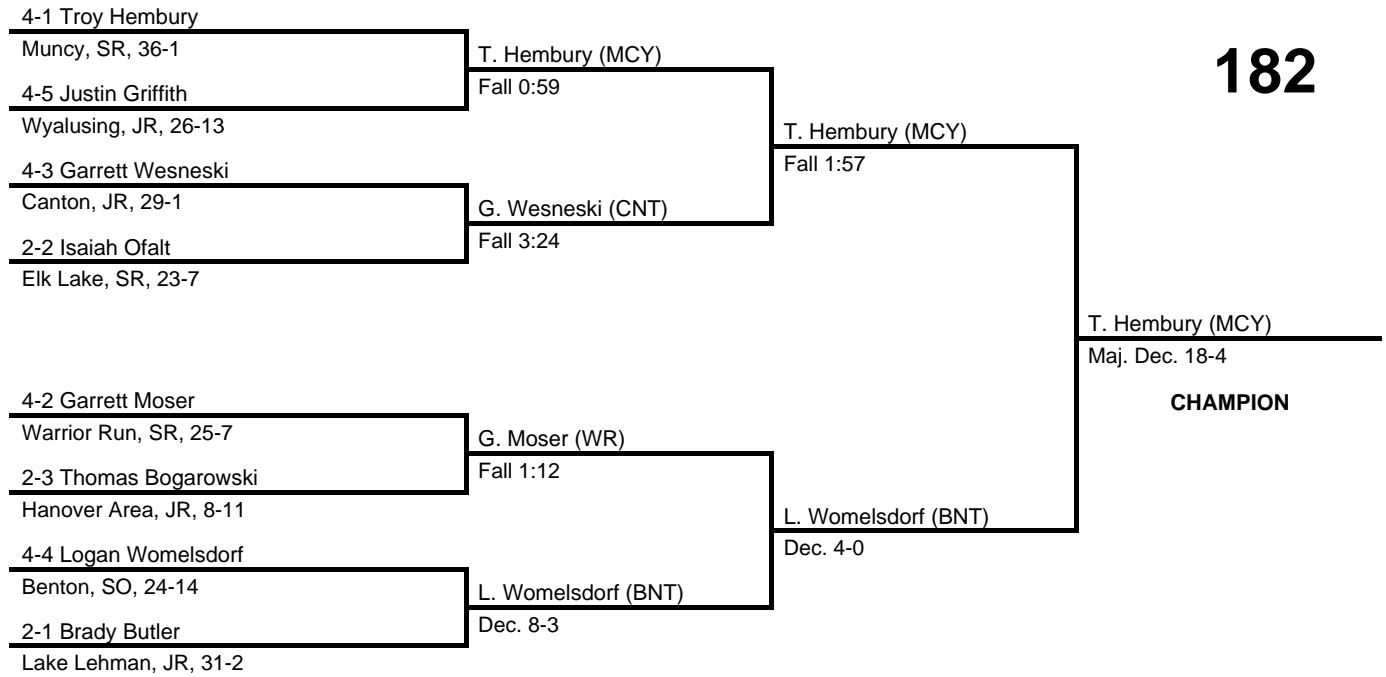 4-1 Troy Hembury
Muncy, SR, 36-1
4-5 Justin Griffith
Wyalusing, JR, 26-13
4-3 Garrett Wesneski
Canton, JR, 29-1
2-2 Isaiah Ofalt
Elk Lake, SR, 23-7
4-2 Garrett Moser
Warrior Run, SR, 25-7
2-3 Thomas Bogarowski
Hanover Area, JR, 8-11
4-4 Logan Womelsdorf
Benton, SO, 24-14
2-1 Brady Butler
Lake Lehman, JR, 31-2
T. Hembury (MCY)
Fall 0:59
G. Wesneski (CNT)
Fall 3:24
G. Moser (WR)
Fall 1:12
L. Womelsdorf (BNT)
Dec. 8-3
T. Hembury (MCY)
Fall 1:57
L. Womelsdorf (BNT)
Dec. 4-0
182
T. Hembury (MCY)
Maj. Dec. 18-4
CHAMPION